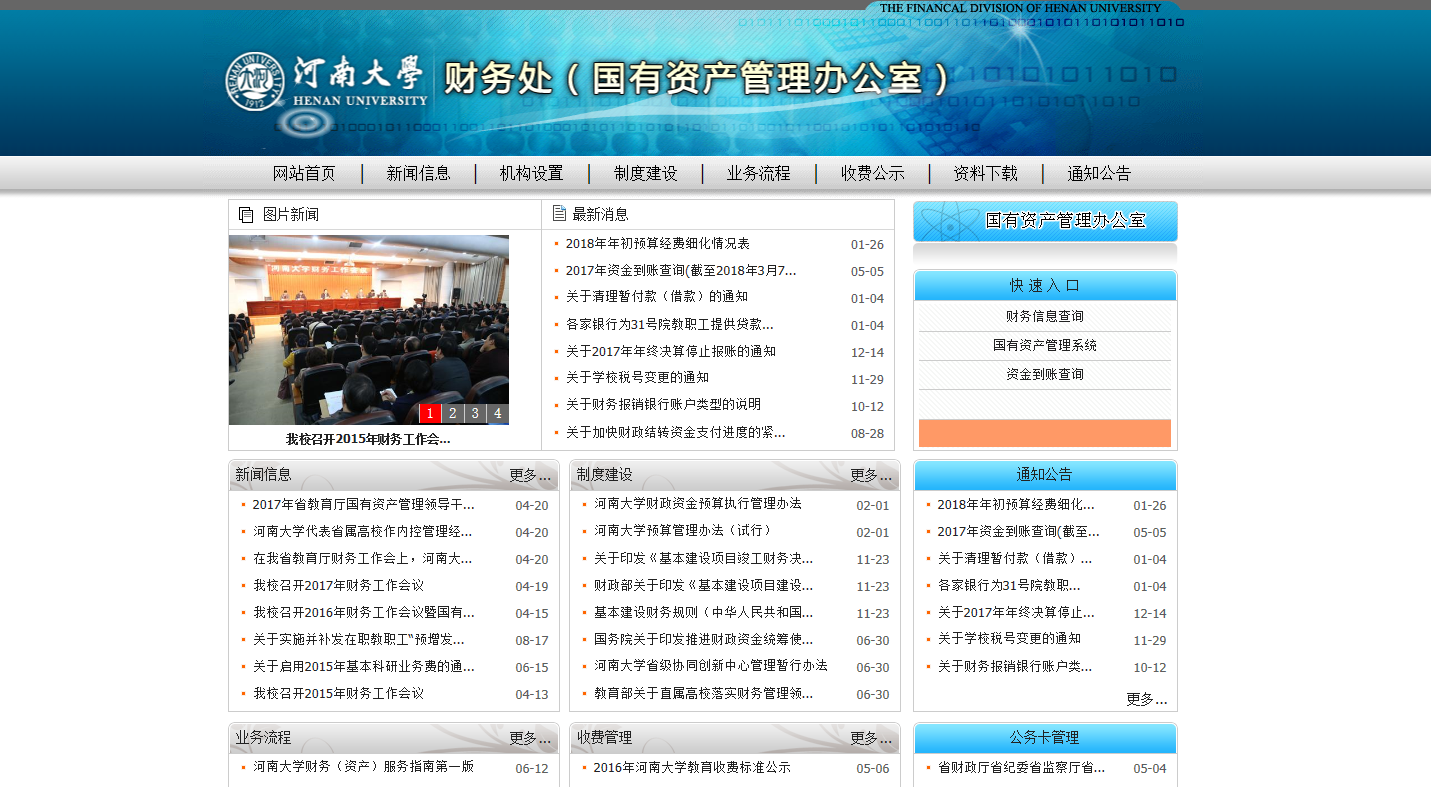 THE FINANCAL DIVISION OF HENAN UNIVERSITY
河南大學
HENAN UNIVERSITY
1912
财务处（国有资产管理办公室）
网站首页 新闻信息 机构设置 制度建设 业务流程 收费公示 资料下载 通知公告
图片新闻
河南大学财务工作会议
1 2 3 4
我校召开2015年财务工作会...
最新消息
2018年年初预算经费细化情况表 01-26
2017年资金到账查询(截至2018年3月7... 05-05
关于清理暂付款（借款）的通知 01-04
各家银行为31号院教职工提供贷款... 01-04
关于2017年年终决算停止报账的通知 12-14
关于学校税号变更的通知 11-29
关于财务报销银行账户类型的说明 10-12
关于加快财政结转资金支付进度的紧... 08-28
国有资产管理办公室
快 速 入 口
财务信息查询
国有资产管理系统
资金到账查询
新闻信息 更多...
2017年省教育厅国有资产管理领导干... 04-20
河南大学代表省属高校作内控管理经... 04-20
在我省教育厅财务工作会上，河南大... 04-20
我校召开2017年财务工作会议 04-19
我校召开2016年财务工作会议暨国有... 04-15
关于实施并补发在职教职工“预增发... 08-17
关于启用2015年基本科研业务费的通... 06-15
我校召开2015年财务工作会议 04-13
制度建设 更多...
河南大学财政资金预算执行管理办法 02-01
河南大学预算管理办法（试行） 02-01
关于印发《基本建设项目竣工财务决... 11-23
财政部关于印发《基本建设项目建设... 11-23
基本建设财务规则（中华人民共和国... 11-23
国务院关于印发推进财政资金统筹使... 06-30
河南大学省级协同创新中心管理暂行办法 06-30
教育部关于直属高校落实财务管理领... 06-30
通知公告
2018年年初预算经费细化... 01-26
2017年资金到账查询(截至... 05-05
关于清理暂付款（借款）... 01-04
各家银行为31号院教职... 01-04
关于2017年年终决算停止... 12-14
关于学校税号变更的通知 11-29
关于财务报销银行账户类... 10-12
更多...
业务流程 更多...
河南大学财务（资产）服务指南第一版 06-12
收费管理 更多...
2016年河南大学教育收费标准公示 05-06
公务卡管理
省财政厅省纪委省监察厅省... 05-04